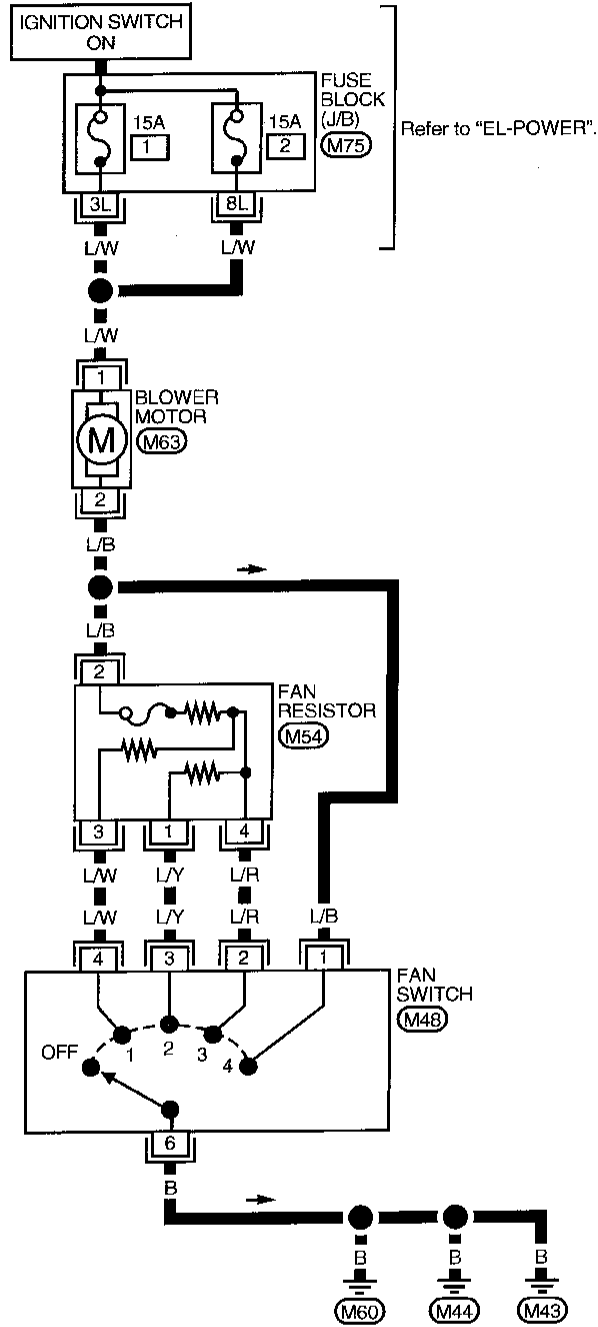 IGNITION SWITCH
ON
FUSE
BLOCK
(J/B)
M75
Refer to "EL-POWER".
15A
1
15A
2
3L
8L
L/W
L/W
L/W
1
BLOWER
MOTOR
M63
M
2
L/B
L/B
2
FAN
RESISTOR
M54
3
1
4
L/W
L/Y
L/R
L/W
L/Y
L/R
L/B
4
3
2
1
FAN
SWITCH
M48
OFF
1
2
3
4
6
B
B
B
B
M60
M44
M43